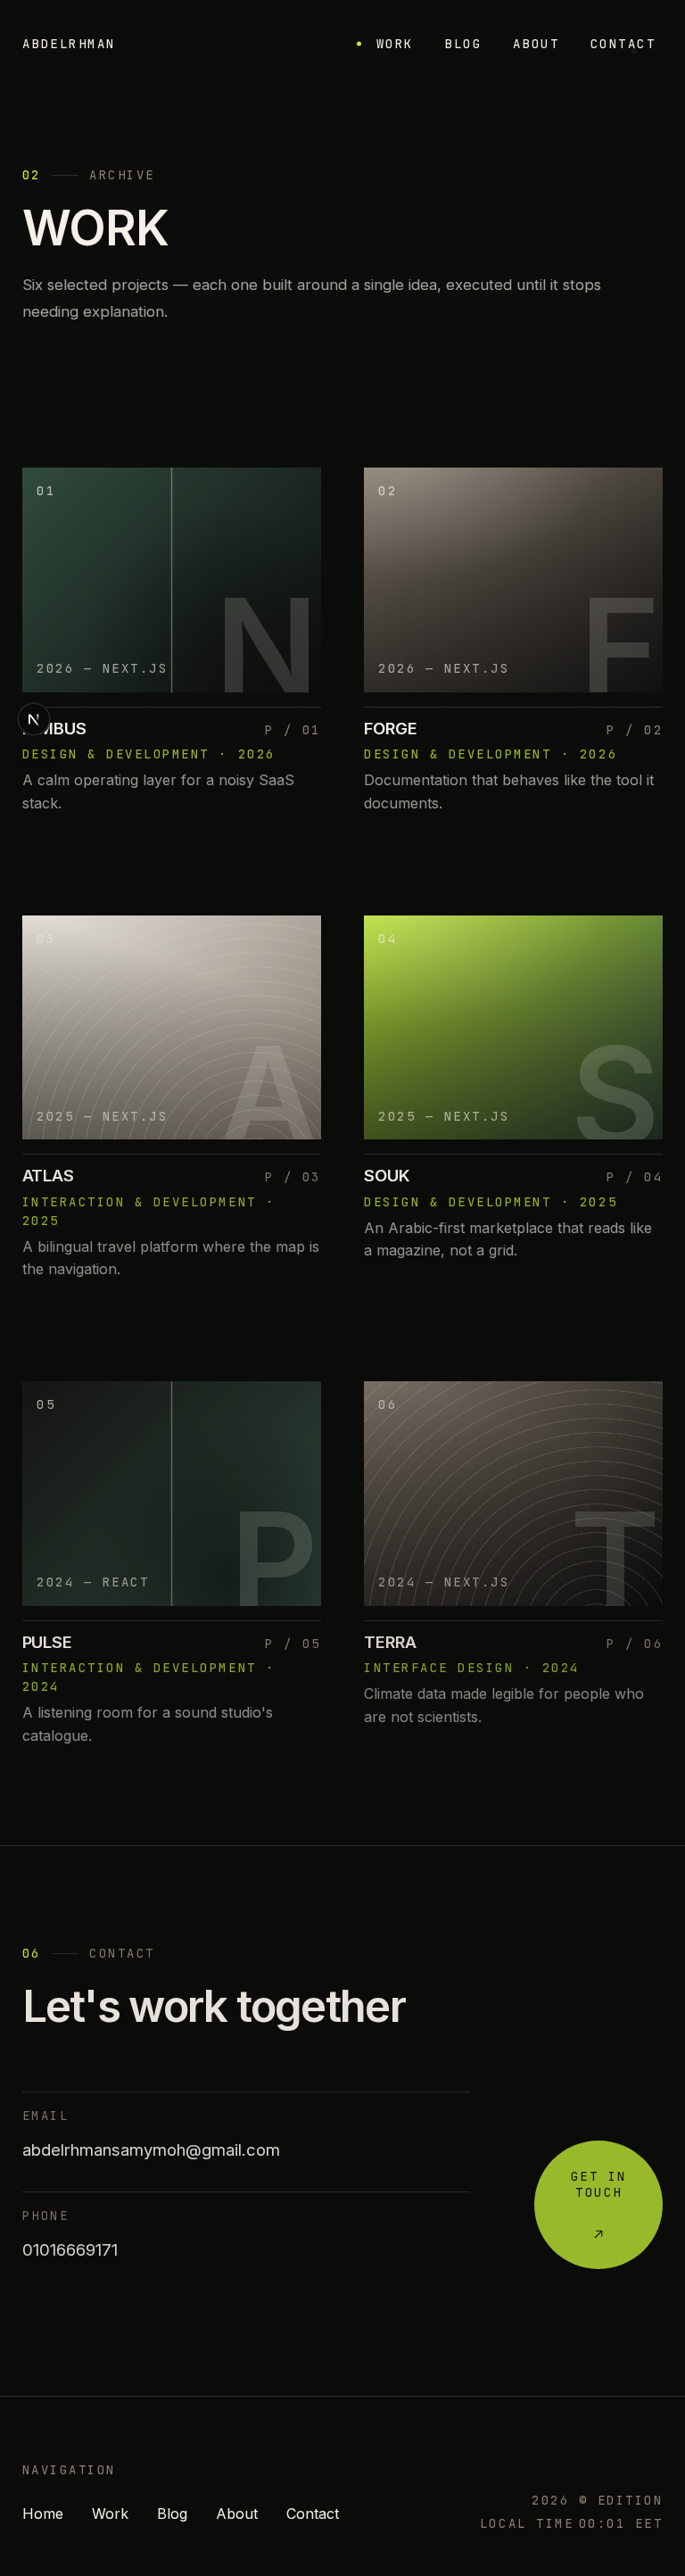 ABDELRHMAN
WORK BLOG ABOUT CONTACT
02 ARCHIVE
WORK
Six selected projects — each one built around a single idea, executed until it stops
needing explanation.
01
N
2026 — NEXT.JS
02
F
2026 — NEXT.JS
N
MBUS P / 01
DESIGN & DEVELOPMENT · 2026
A calm operating layer for a noisy SaaS
stack.
FORGE P / 02
DESIGN & DEVELOPMENT · 2026
Documentation that behaves like the tool it
documents.
03
A
2025 — NEXT.JS
04
S
2025 — NEXT.JS
ATLAS P / 03
INTERACTION & DEVELOPMENT ·
2025
A bilingual travel platform where the map is
the navigation.
SOUK P / 04
DESIGN & DEVELOPMENT · 2025
An Arabic-first marketplace that reads like
a magazine, not a grid.
05
P
2024 — REACT
06
T
2024 — NEXT.JS
PULSE P / 05
INTERACTION & DEVELOPMENT ·
2024
A listening room for a sound studio's
catalogue.
TERRA P / 06
INTERFACE DESIGN · 2024
Climate data made legible for people who
are not scientists.
06 CONTACT
Let's work together
EMAIL
abdelrhmansamymoh@gmail.com
PHONE
01016669171
GET IN
TOUCH
↗
NAVIGATION
Home Work Blog About Contact
2026 © EDITION
LOCAL TIME 00:01 EET